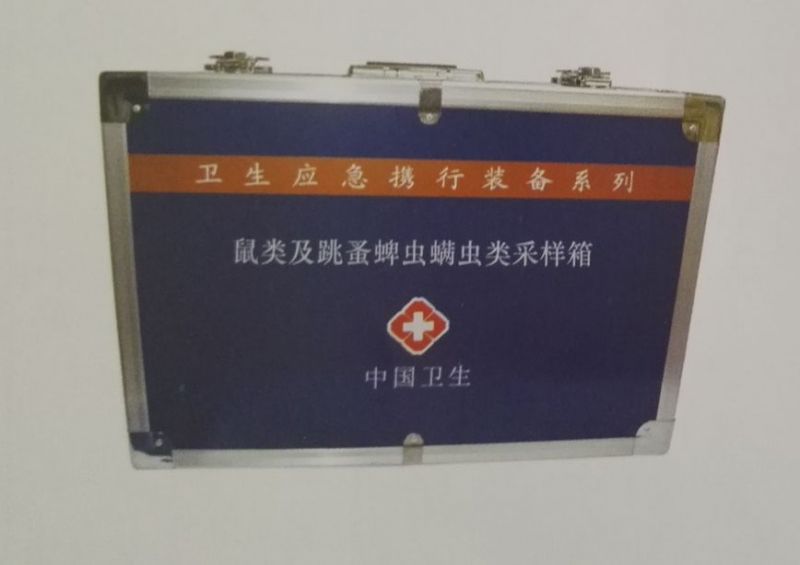 卫生应急携行装备系列
鼠类及跳蚤蜱虫螨虫类采样箱
中国卫生